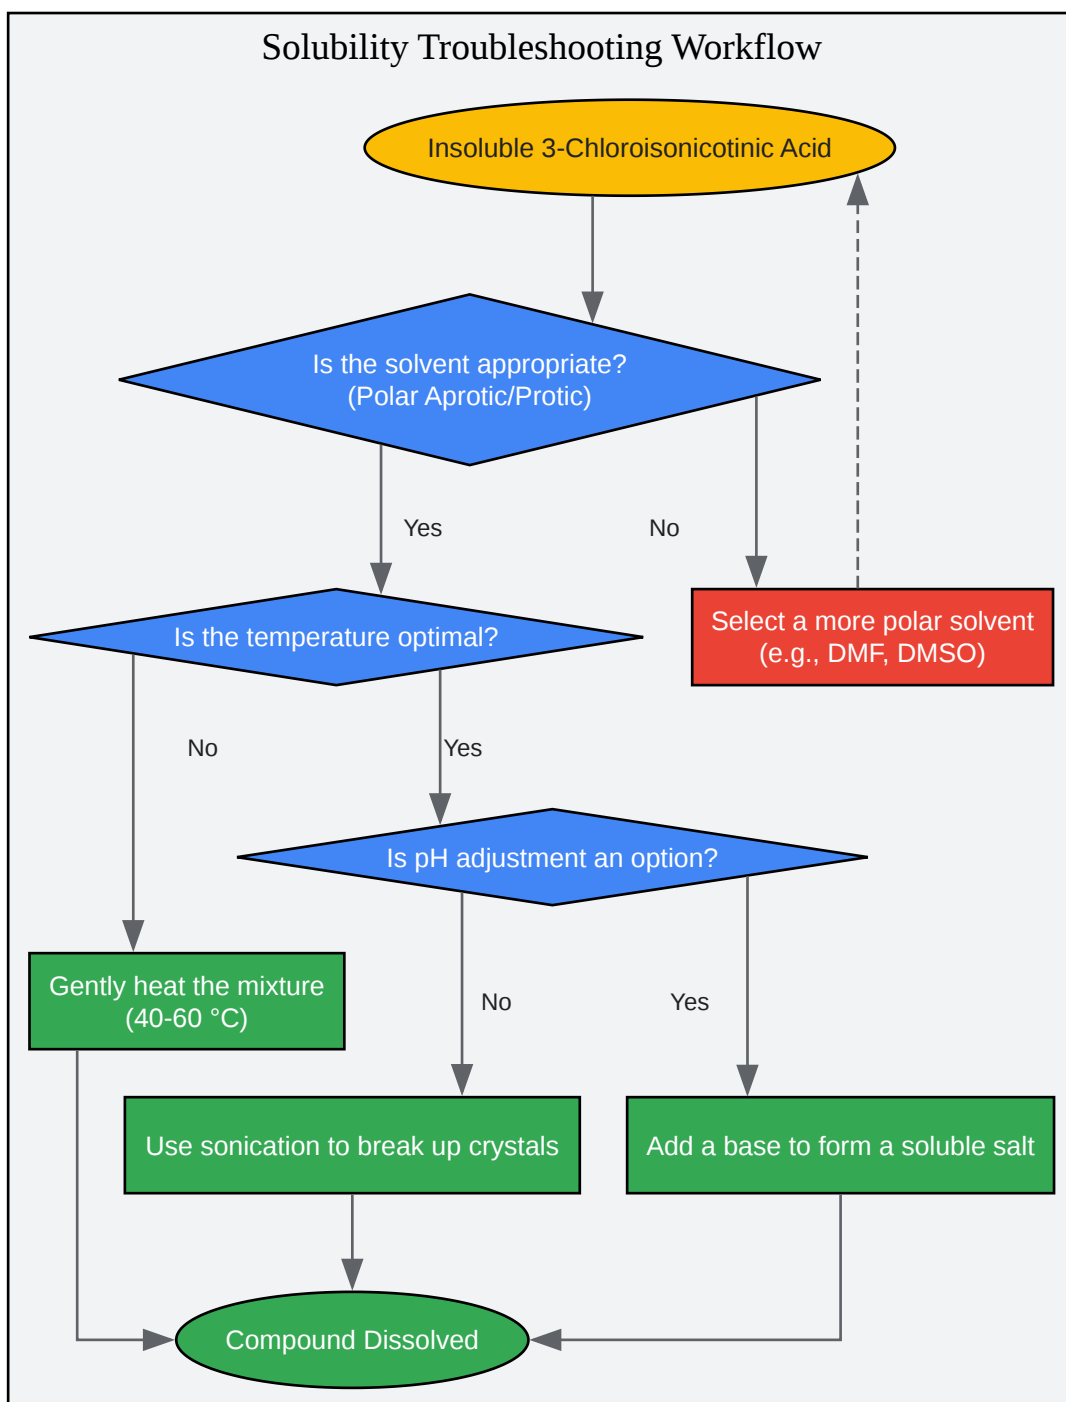 Solubility Troubleshooting Workflow
Insoluble 3-Chloroisonicotinic Acid
Is the solvent appropriate?
(Polar Aprotic/Protic)
Yes
No
Is the temperature optimal?
Select a more polar solvent
(e.g., DMF, DMSO)
No
Yes
Is pH adjustment an option?
Gently heat the mixture
(40-60 °C)
No
Yes
Use sonication to break up crystals
Add a base to form a soluble salt
Compound Dissolved